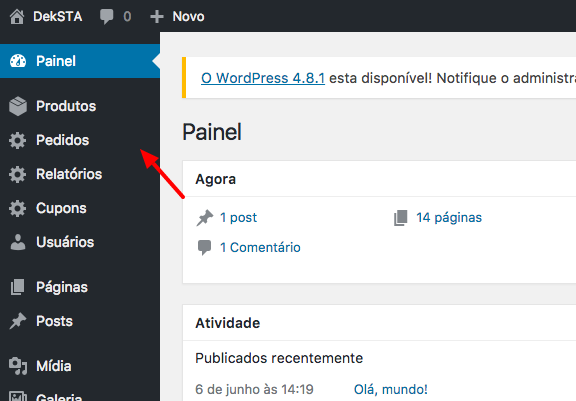 DekSTA 0 Novo
Painel
Produtos
Pedidos
Relatórios
Cupons
Usuários
Páginas
Posts
Mídia
Galeria
O WordPress 4.8.1 esta disponível! Notifique o administra
Painel
Agora
1 post 14 páginas
1 Comentário
Atividade
Publicados recentemente
6 de junho às 14:19 Olá, mundo!